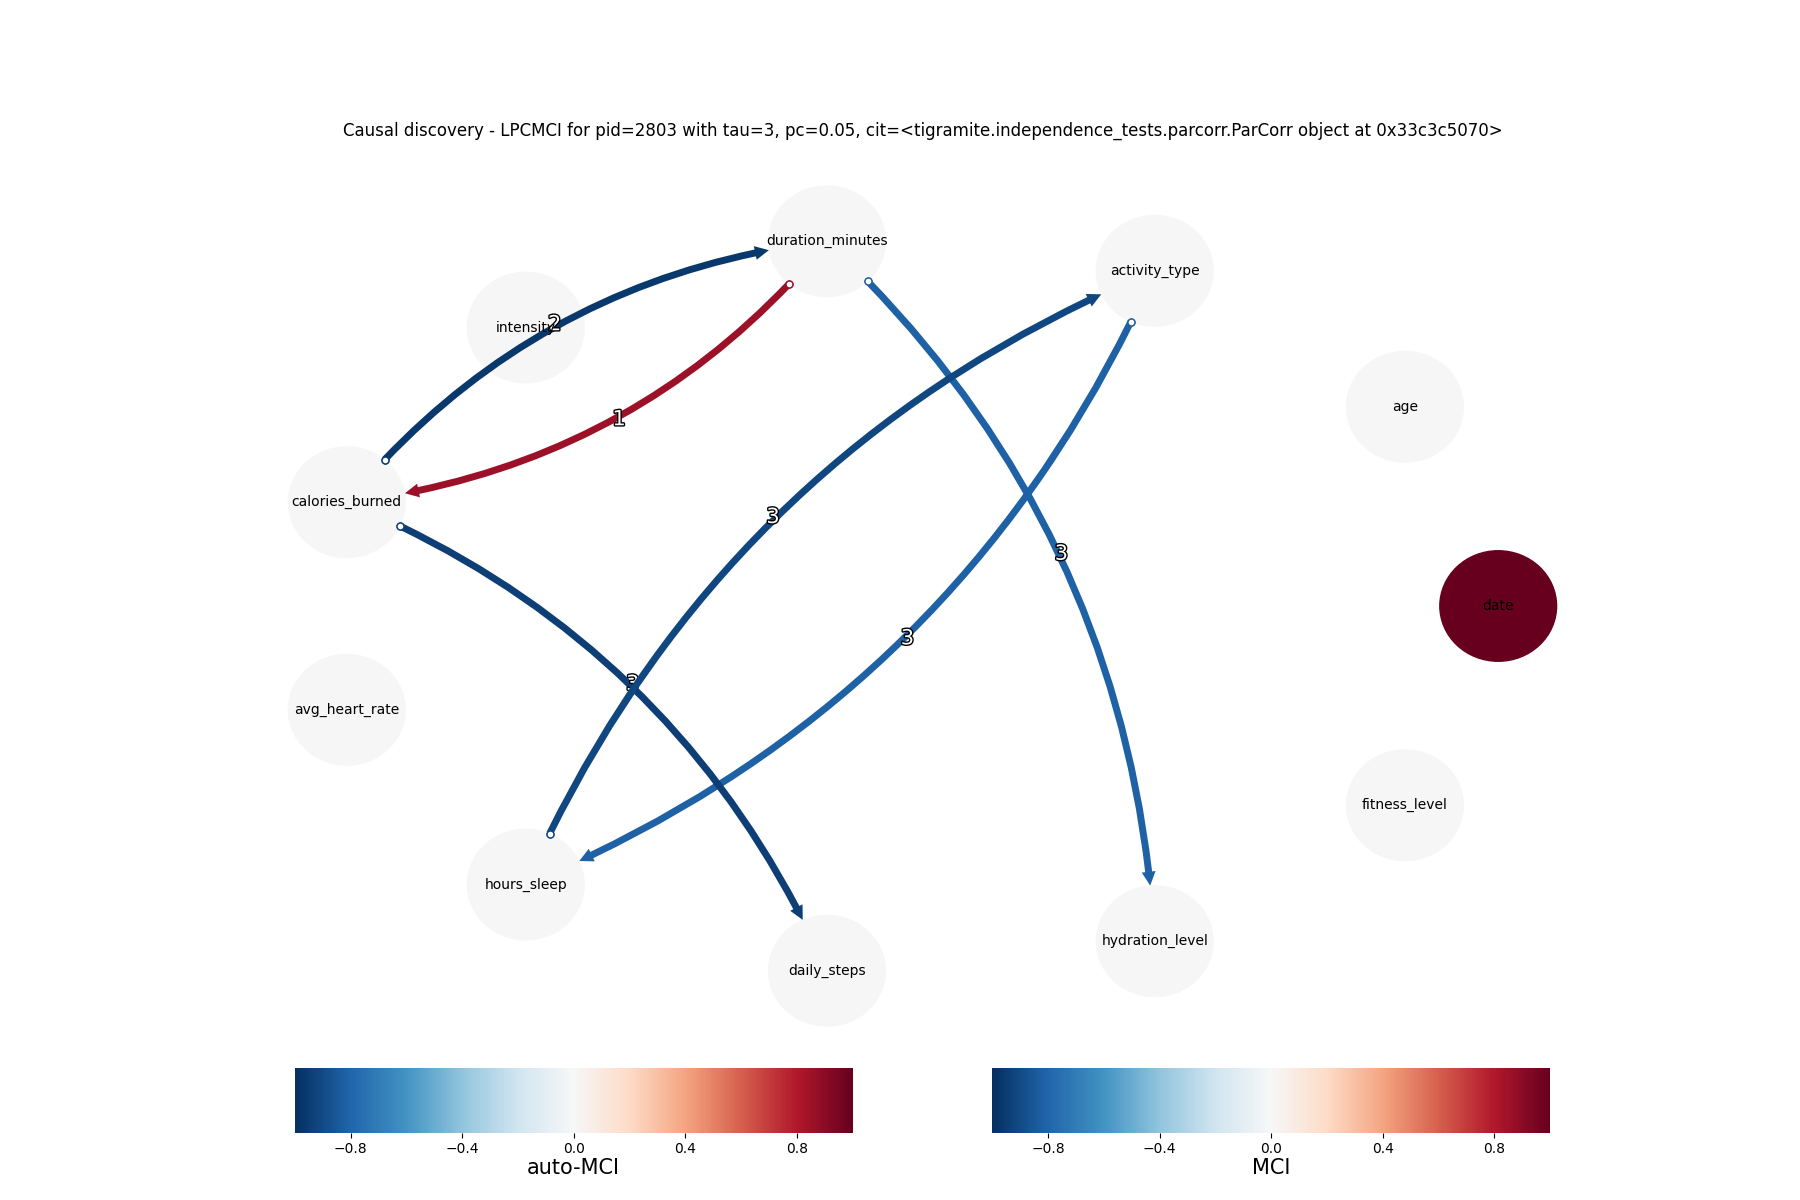 Causal discovery - LPCMCI for pid=2803 with tau=3, pc=0.05, cit=<tigramite.independence_tests.parcorr.ParCorr object at 0x33c3c5070>
duration_minutes
activity_type
intensity
2
age
1
calories_burned
3
3
date
3
3
avg_heart_rate
fitness_level
hours_sleep
hydration_level
daily_steps
−0.8 −0.4 0.0 0.4 0.8
auto-MCI
−0.8 −0.4 0.0 0.4 0.8
MCI